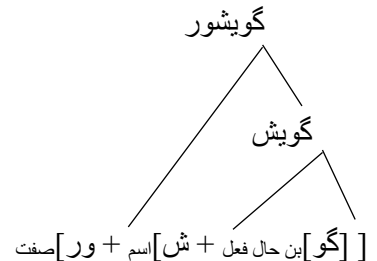 گویشور
گویش
[ [گو]بن حال فعل + ش]اسم + ور]صفت